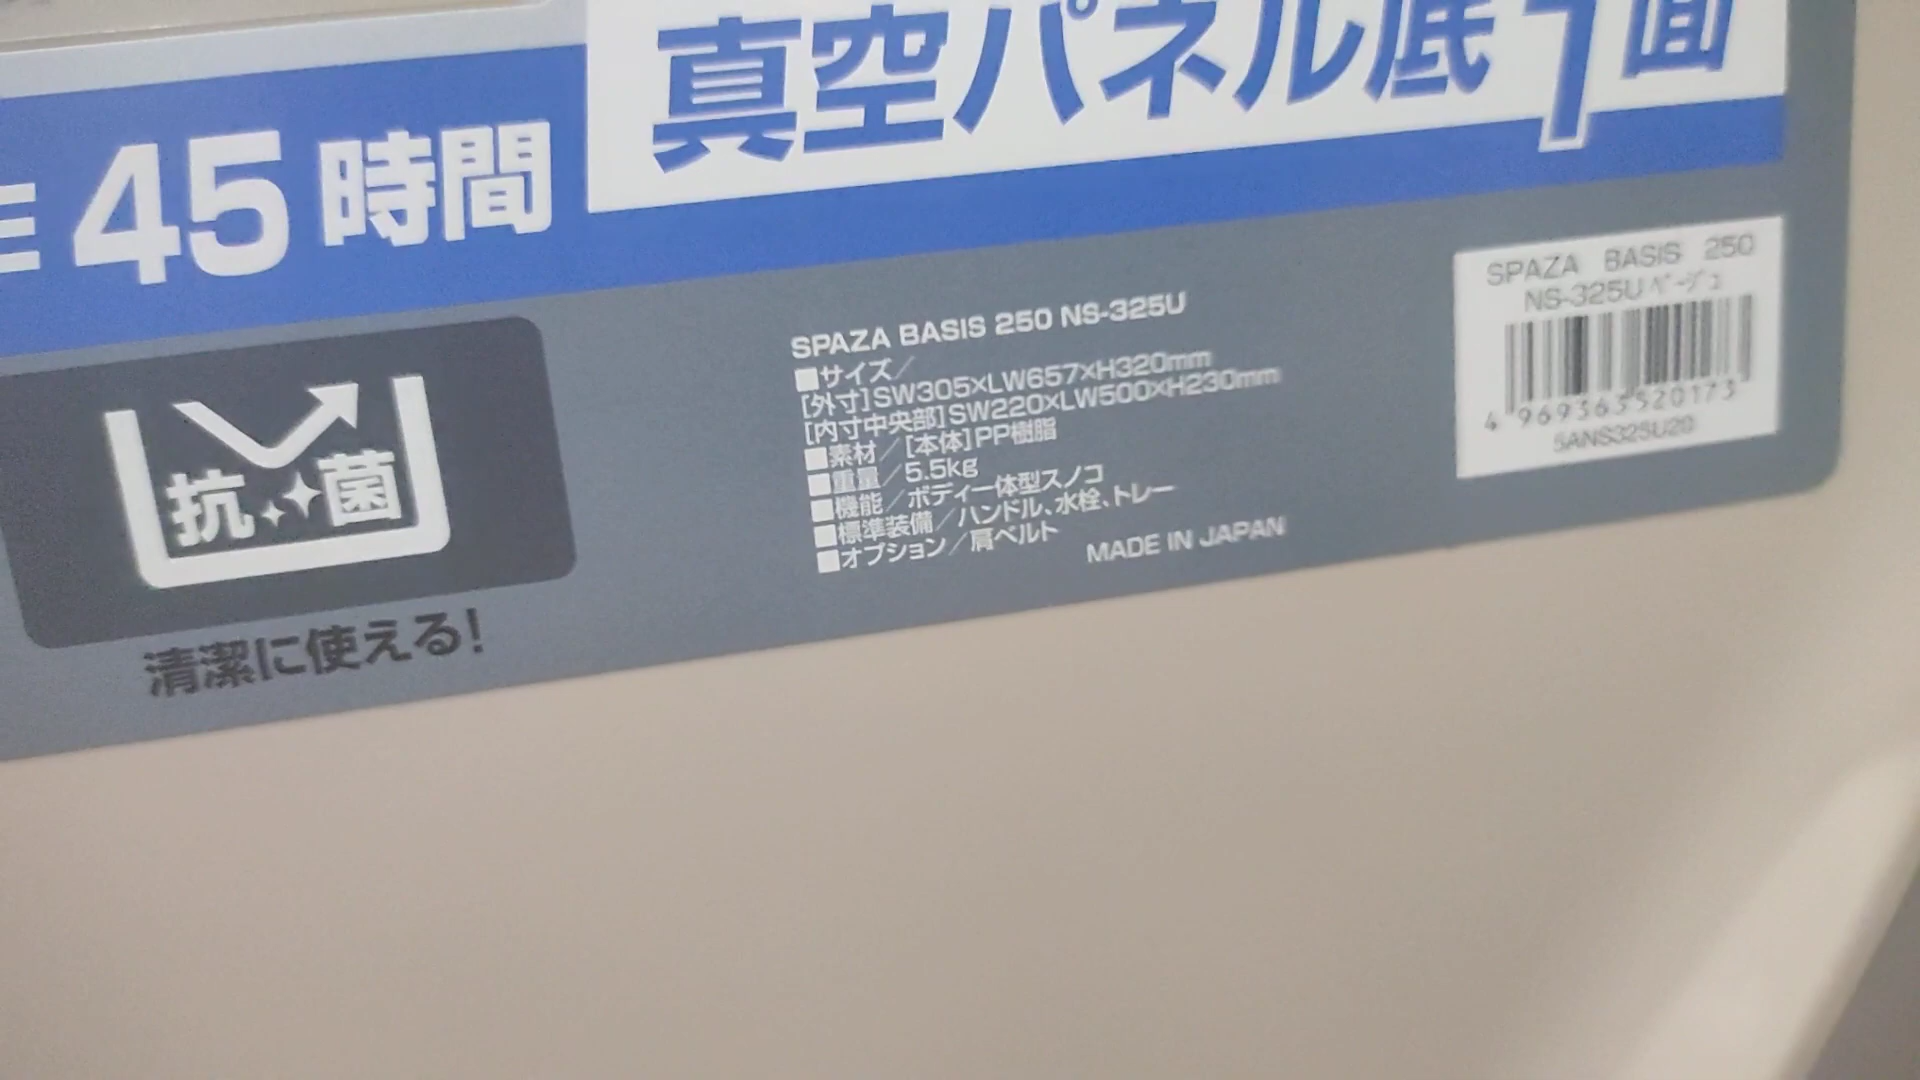 真空パネル底1面
45時間
抗菌
清潔に使える!
SPAZA BASIS 250 NS-325U
■サイズ/
[外寸]SW305×LW657×H320mm
[内寸中央部]SW220×LW500×H230mm
■素材/[本体]PP樹脂
■重量/5.5kg
■機能/ボディー体型スノコ
■標準装備/ハンドル、水栓、トレー
■オプション/肩ベルト
MADE IN JAPAN
SPAZA BASIS 250
NS-325Uベージュ
4 969363520173
5ANS325U20